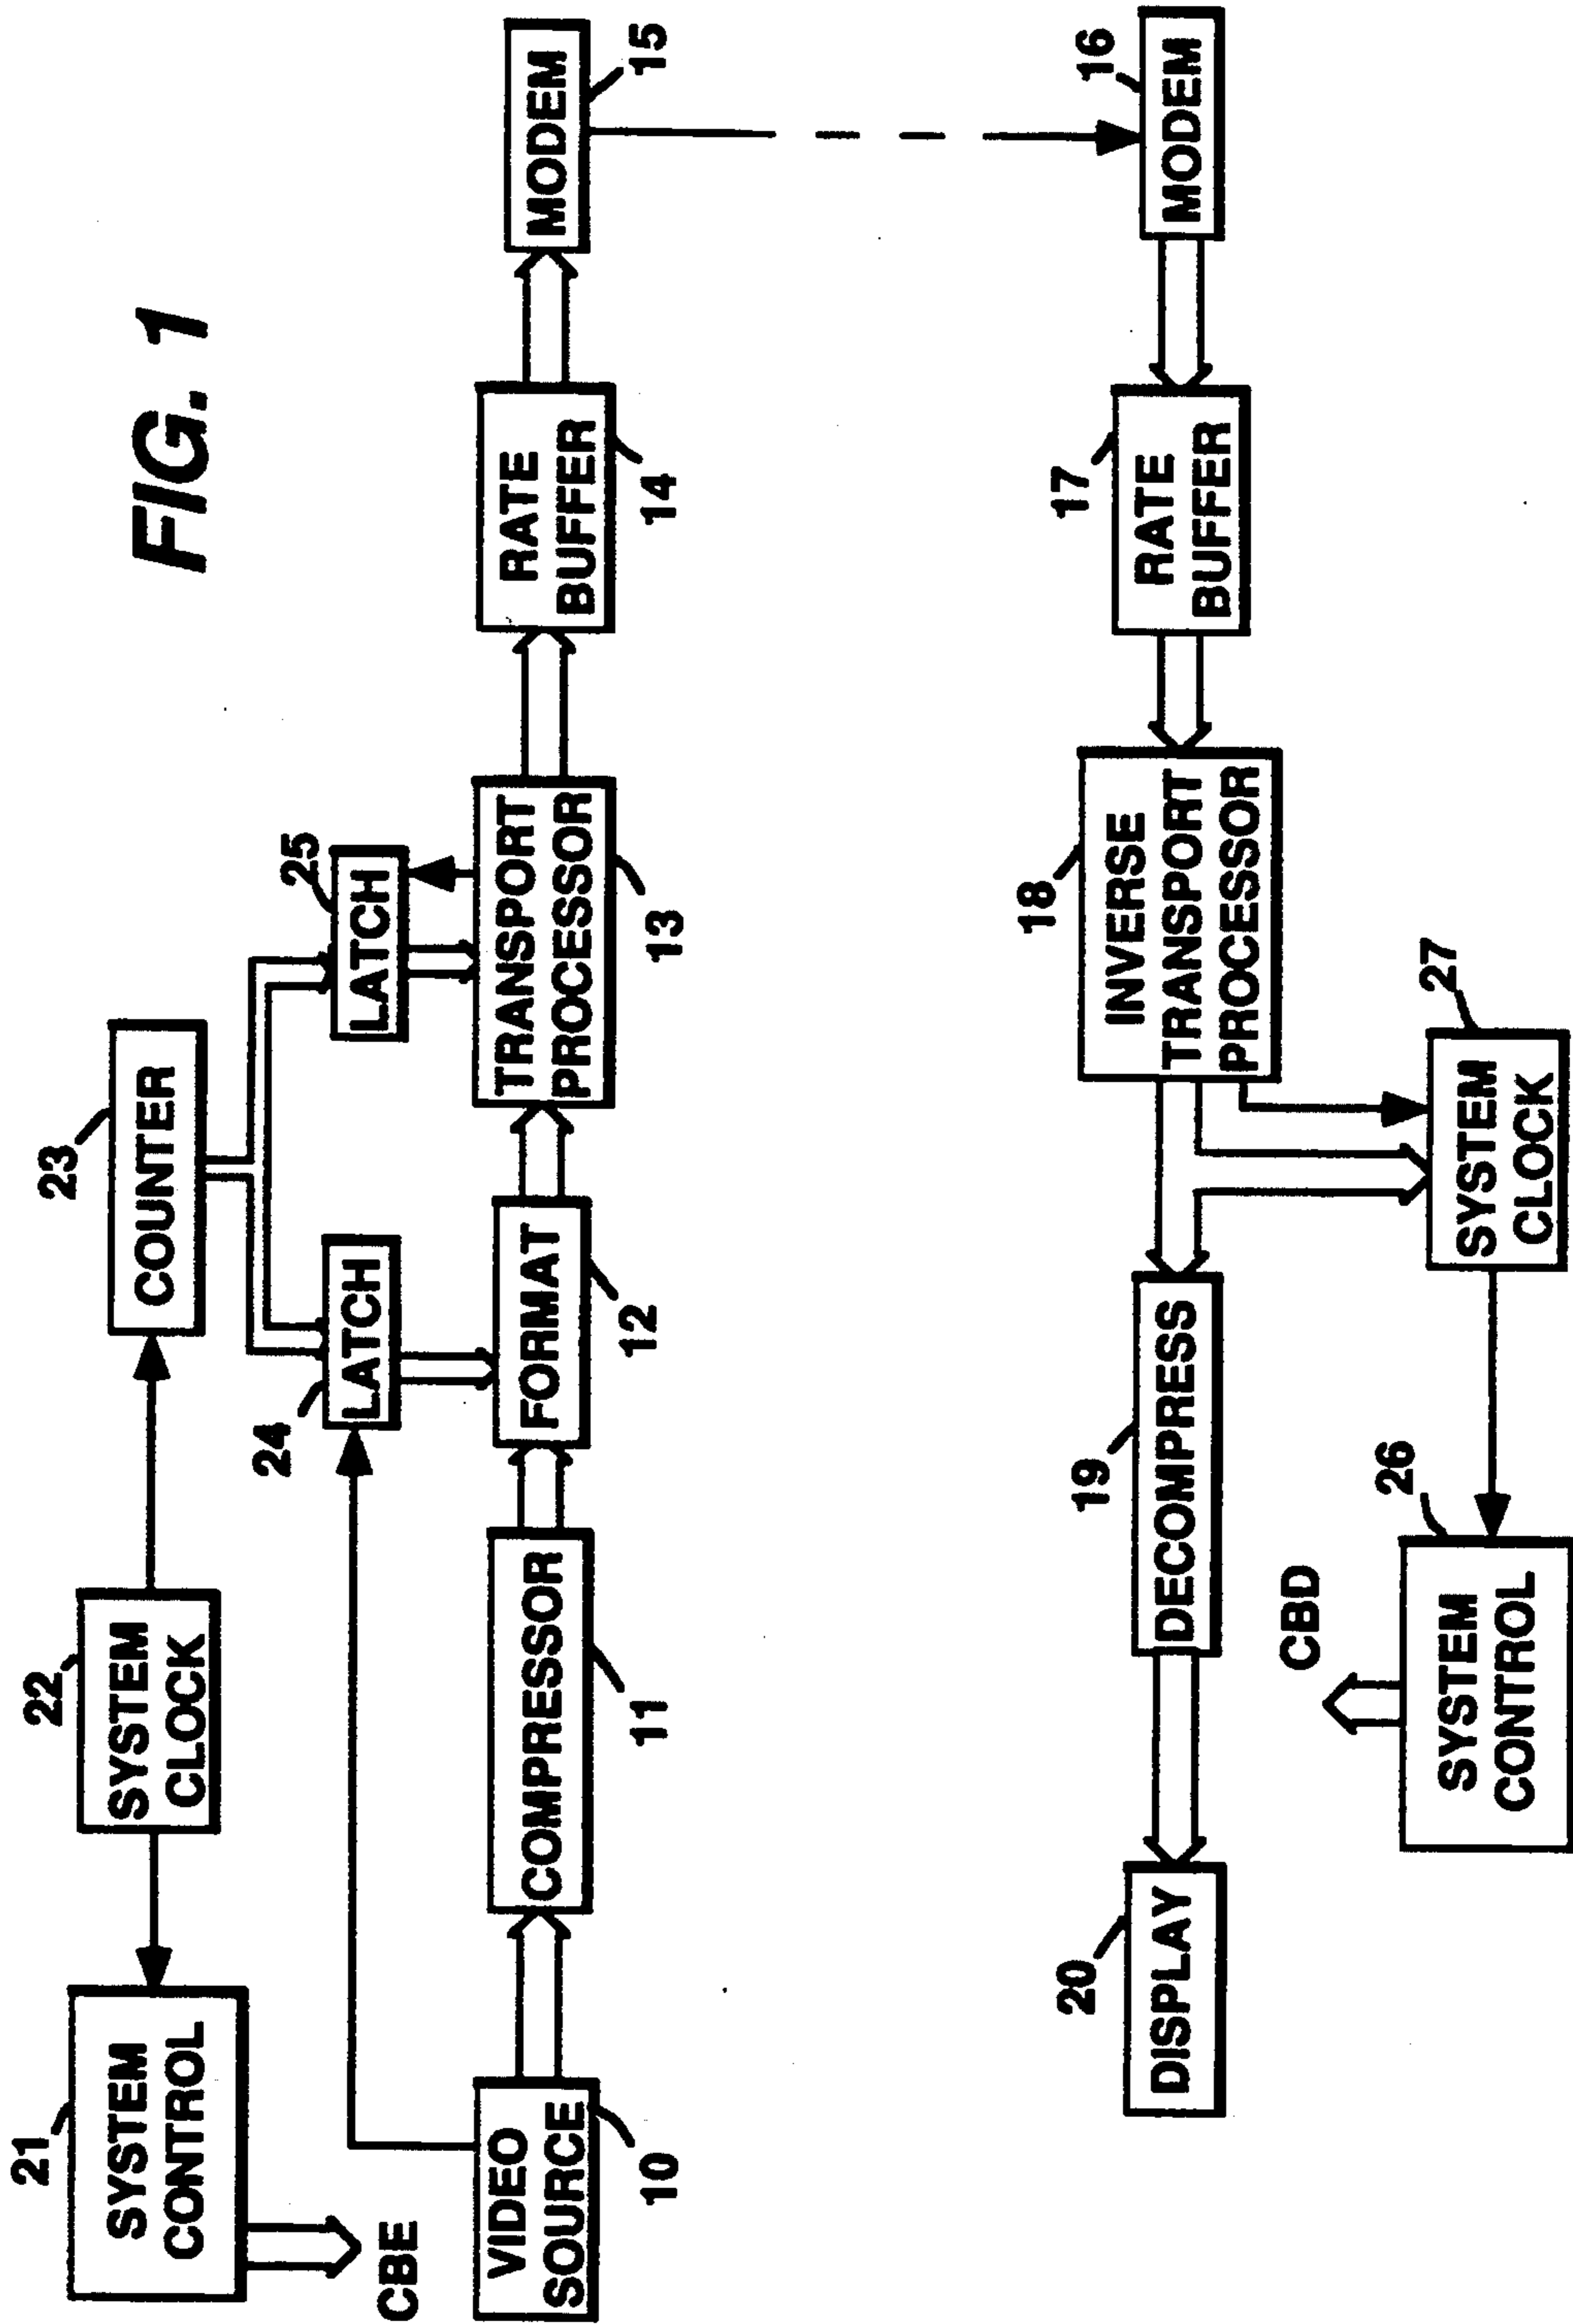 FIG. 1
21
SYSTEM
CONTROL
CBE
22
SYSTEM
CLOCK
23
COUNTER
24
LATCH
25
LATCH
VIDEO
SOURCE
10
COMPRESSOR
11
FORMAT
12
TRANSPORT
PROCESSOR
13
RATE
BUFFER
14
MODEM
15
20
DISPLAY
19
DECOMPRESS
18
INVERSE
TRANSPORT
PROCESSOR
17
RATE
BUFFER
16
MODEM
CBD
26
SYSTEM
CONTROL
27
SYSTEM
CLOCK